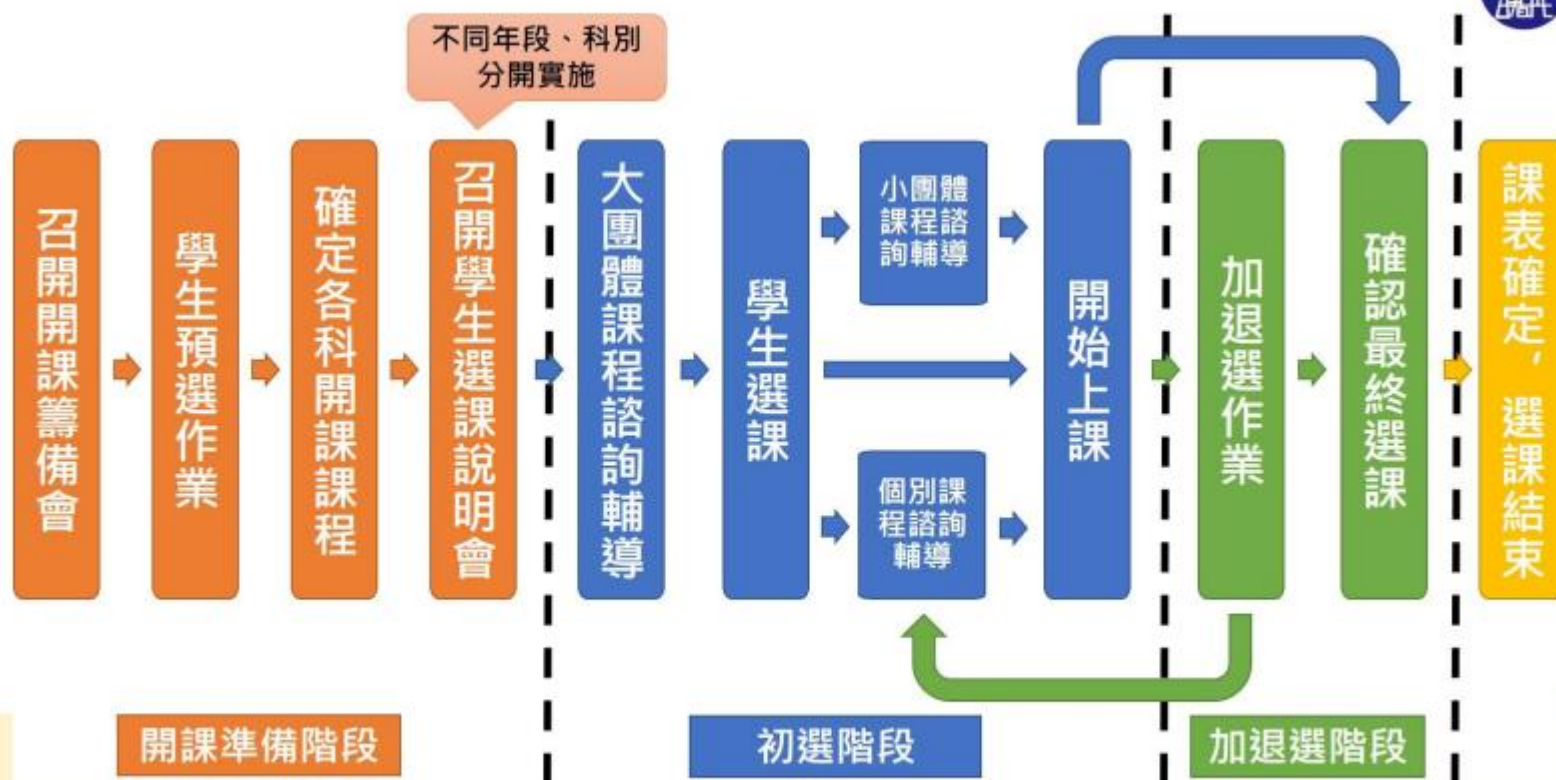 不同年段、科別
分開實施
召開開課籌備會
學生預選作業
確定各科開課課程
召開學生選課說明會
大團體課程諮詢輔導
學生選課
小團體
課程諮
詢輔導
個別課
程諮詢
輔導
開始上課
加退選作業
確認最終選課
課表確定，選課結束
開課準備階段
初選階段
加退選階段